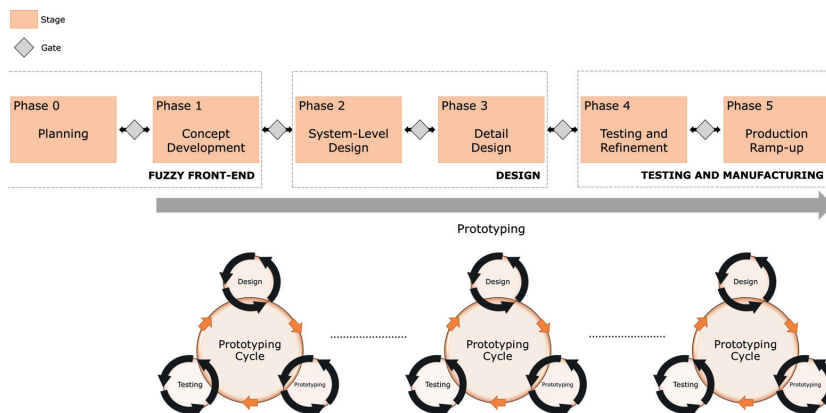 Stage
Gate
Phase 0
Planning
Phase 1
Concept
Development
Phase 2
System-Level
Design
Phase 3
Detail
Design
Phase 4
Testing and
Refinement
Phase 5
Production
Ramp-up
FUZZY FRONT-END
DESIGN
TESTING AND MANUFACTURING
Prototyping
Design
Prototyping
Cycle
Testing
Prototyping
Design
Prototyping
Cycle
Testing
Prototyping
Design
Prototyping
Cycle
Testing
Prototyping